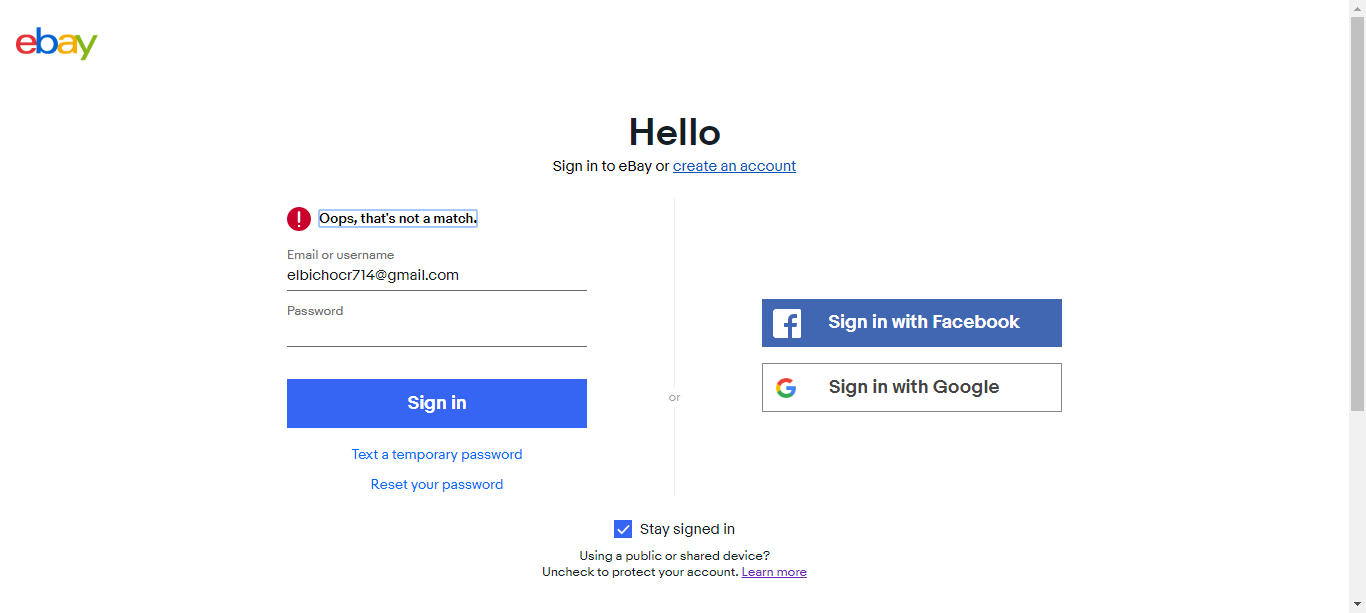 ebay
Hello
Sign in to eBay or create an account
Oops, that's not a match.
Email or username
elbichocr714@gmail.com
Password
Sign in
Text a temporary password
Reset your password
or
Sign in with Facebook
Sign in with Google
Stay signed in
Using a public or shared device?
Uncheck to protect your account. Learn more